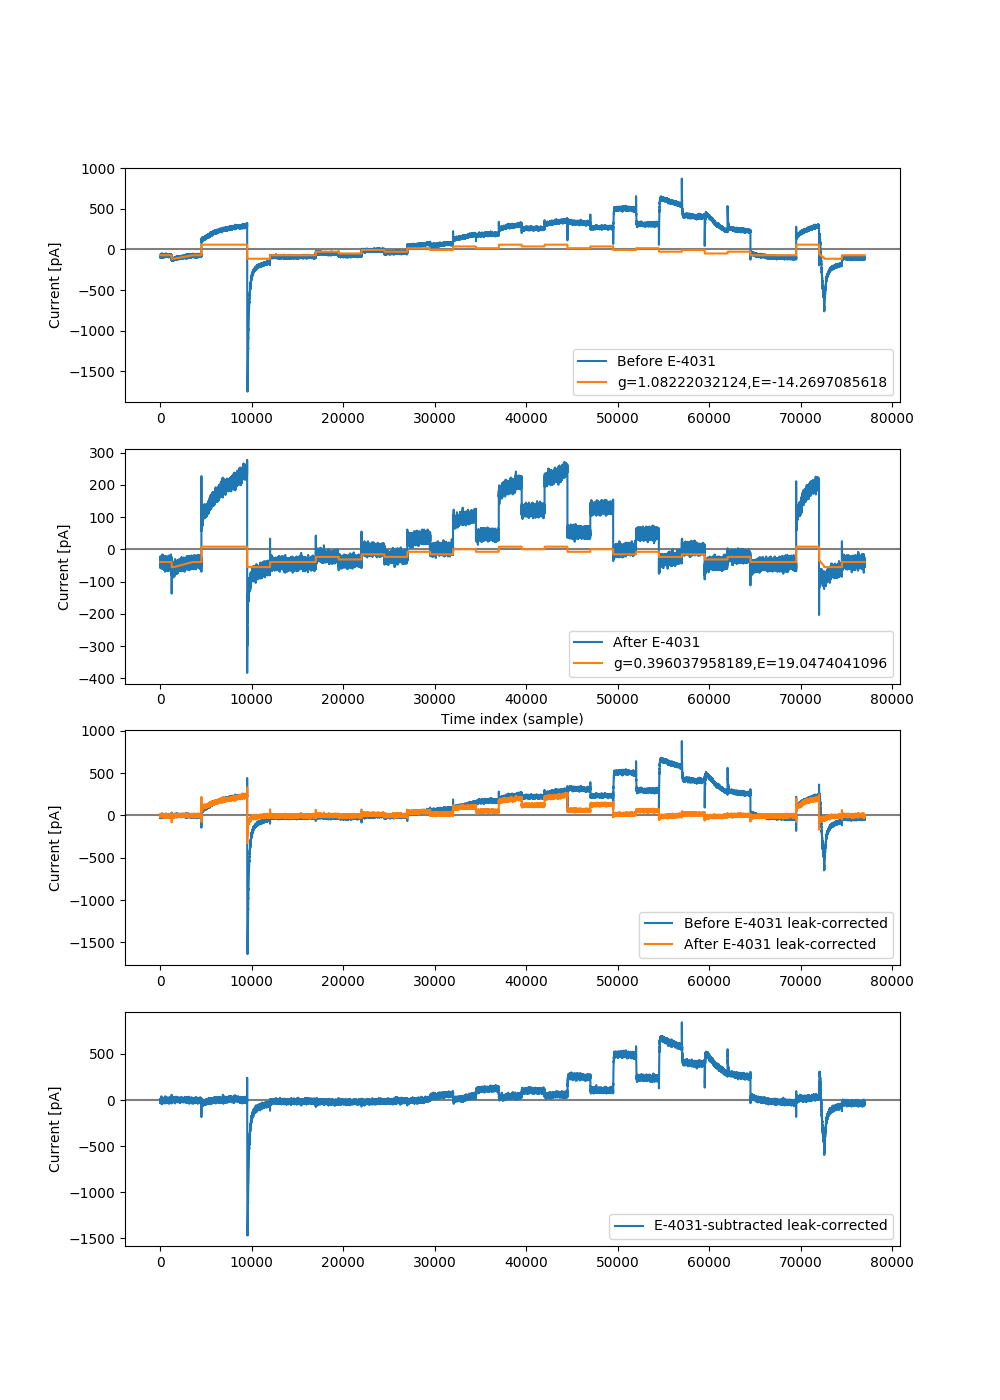 1000
500
0
−500
−1000
−1500
Current [pA]
Before E-4031
g=1.08222032124,E=-14.2697085618
0 10000 20000 30000 40000 50000 60000 70000 80000
300
200
100
0
−100
−200
−300
−400
Current [pA]
After E-4031
g=0.396037958189,E=19.0474041096
0 10000 20000 30000 40000 50000 60000 70000 80000
Time index (sample)
1000
500
0
−500
−1000
−1500
Current [pA]
Before E-4031 leak-corrected
After E-4031 leak-corrected
0 10000 20000 30000 40000 50000 60000 70000 80000
500
0
−500
−1000
−1500
Current [pA]
E-4031-subtracted leak-corrected
0 10000 20000 30000 40000 50000 60000 70000 80000